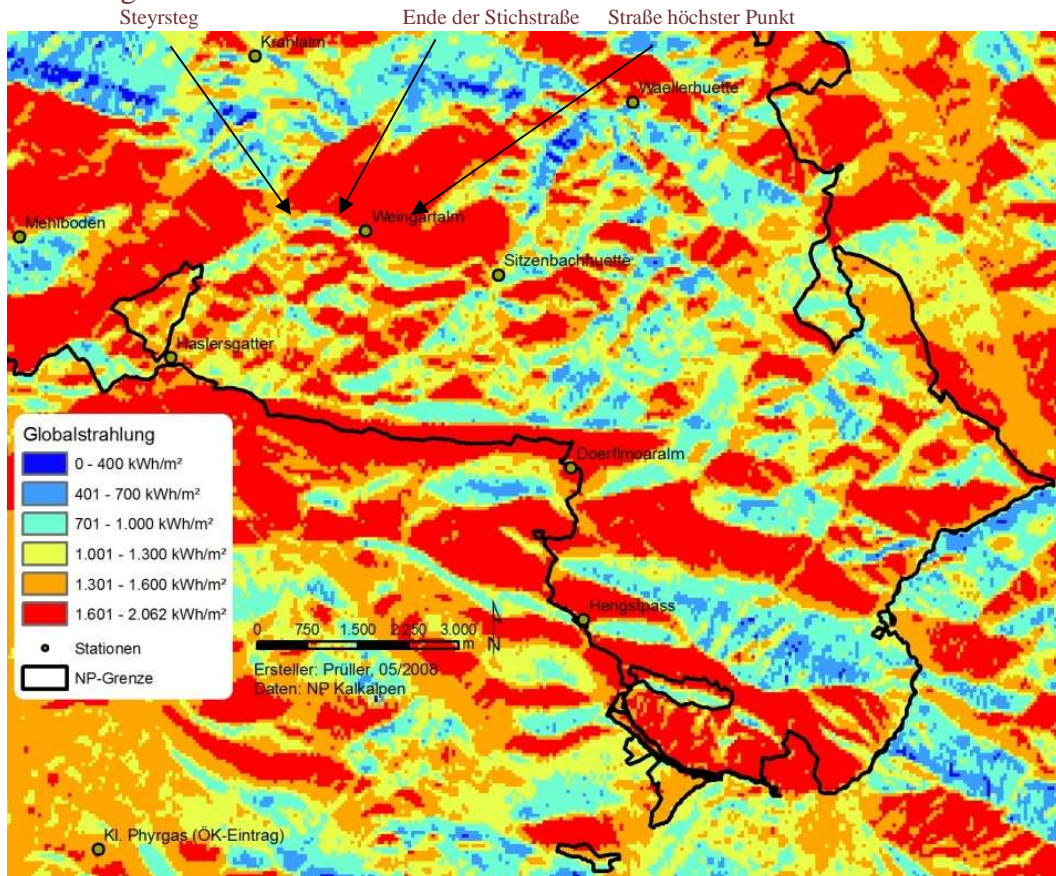 Steyrsteg Ende der Stichstraße Straße höchster Punkt
Krahlalm
Waellerhuette
Mehlboden
Weingartalm
Sitzenbachhuette
Haslersgatter
Globalstrahlung
0 - 400 kWh/m²
401 - 700 kWh/m²
701 - 1.000 kWh/m²
1.001 - 1.300 kWh/m²
1.301 - 1.600 kWh/m²
1.601 - 2.062 kWh/m²
Stationen
NP-Grenze
Doerflmoaralm
Hengstpass
0 750 1.500 2.250 3.000
m
N
Ersteller: Prüller, 05/2008
Daten: NP Kalkalpen
Kl. Phyrgas (ÖK-Eintrag)